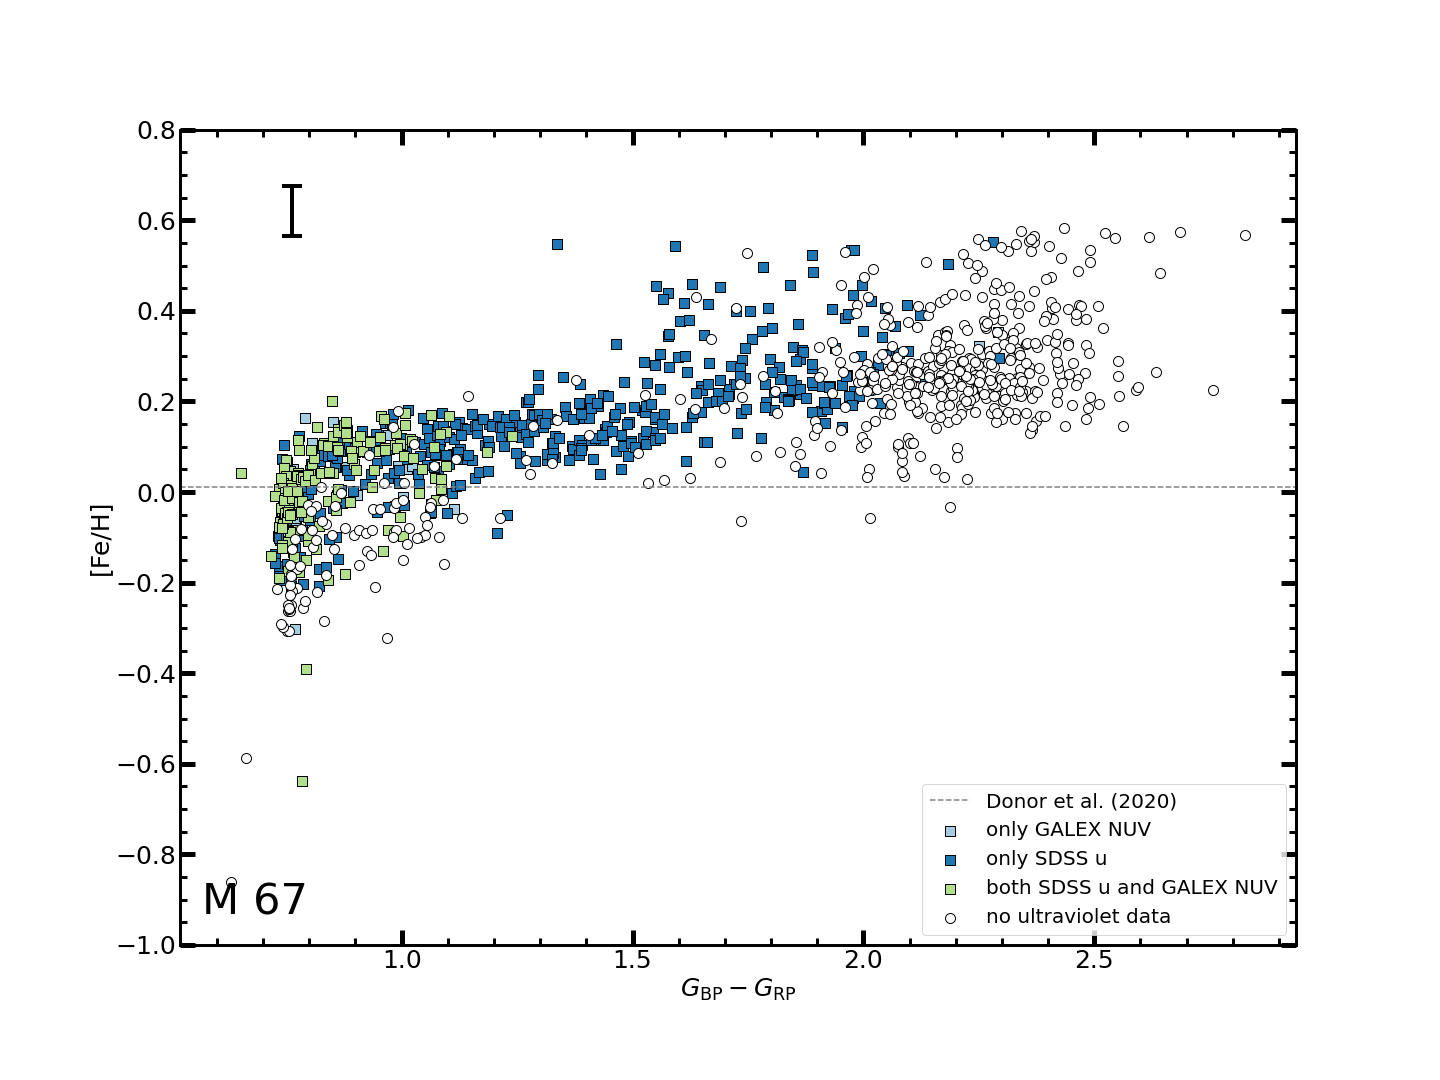 0.8
0.6
0.4
0.2
0.0
−0.2
−0.4
−0.6
−0.8
−1.0
[Fe/H]
Donor et al. (2020)
only GALEX NUV
only SDSS u
both SDSS u and GALEX NUV
no ultraviolet data
M 67
1.0 1.5 2.0 2.5
G_BP − G_RP